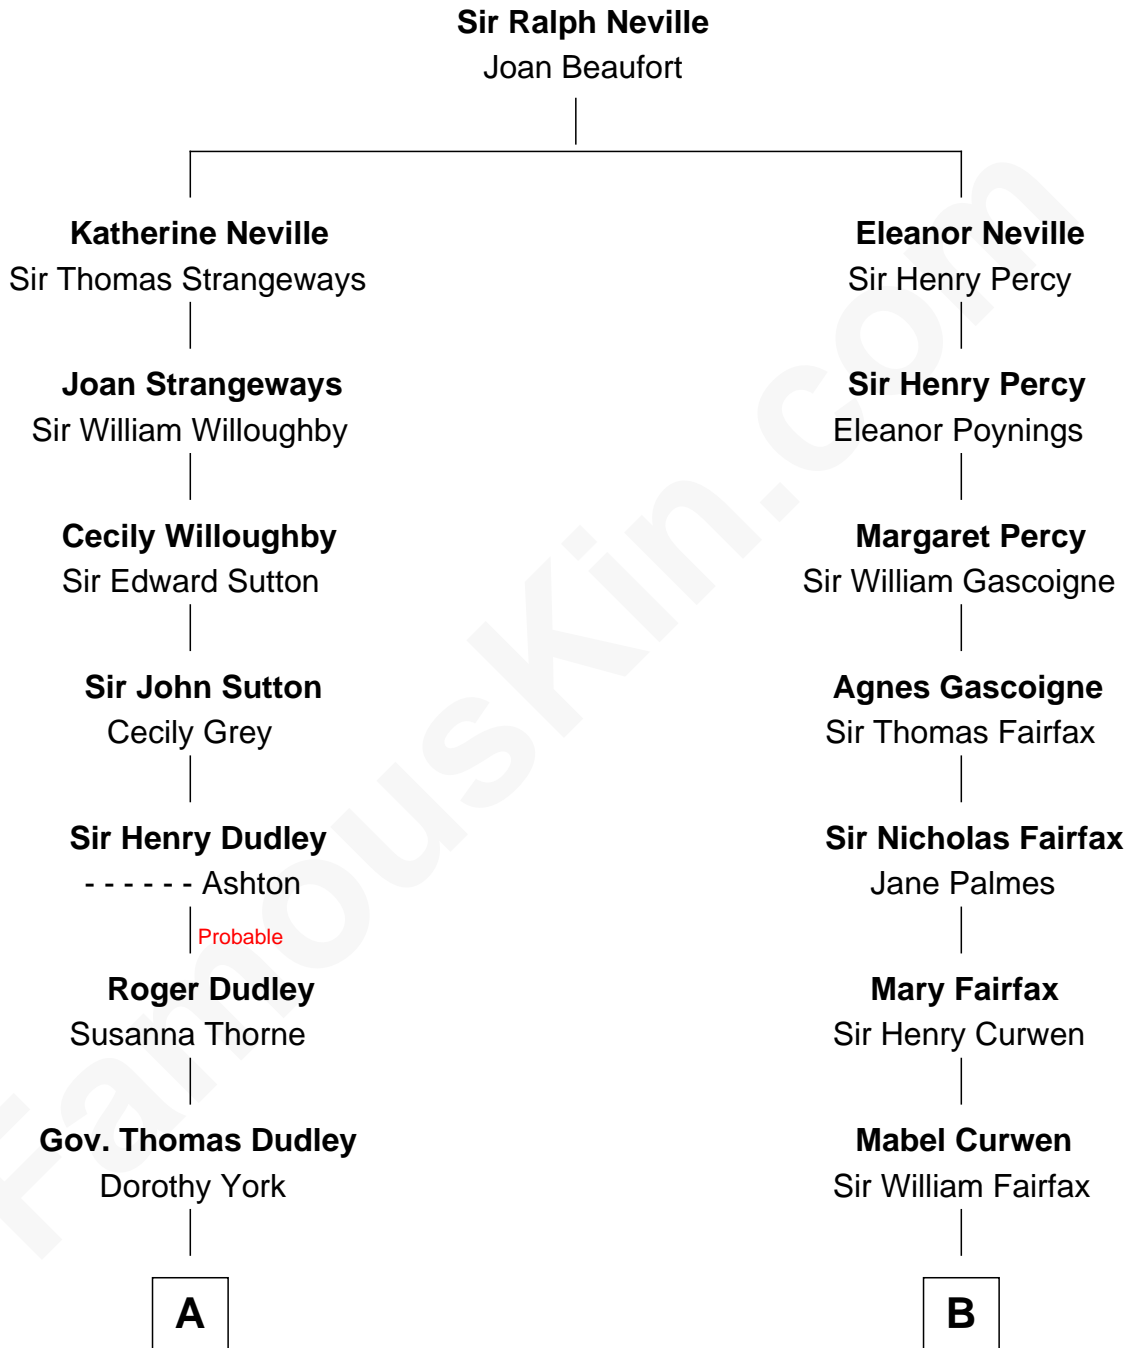 Sir Ralph Neville
Joan Beaufort
Katherine Neville
Sir Thomas Strangeways
Joan Strangeways
Sir William Willoughby
Cecily Willoughby
Sir Edward Sutton
Sir John Sutton
Cecily Grey
Sir Henry Dudley
- - - - - - Ashton
Probable
Roger Dudley
Susanna Thorne
Gov. Thomas Dudley
Dorothy York
A
Eleanor Neville
Sir Henry Percy
Sir Henry Percy
Eleanor Poynings
Margaret Percy
Sir William Gascoigne
Agnes Gascoigne
Sir Thomas Fairfax
Sir Nicholas Fairfax
Jane Palmes
Mary Fairfax
Sir Henry Curwen
Mabel Curwen
Sir William Fairfax
B
FamousKin.com